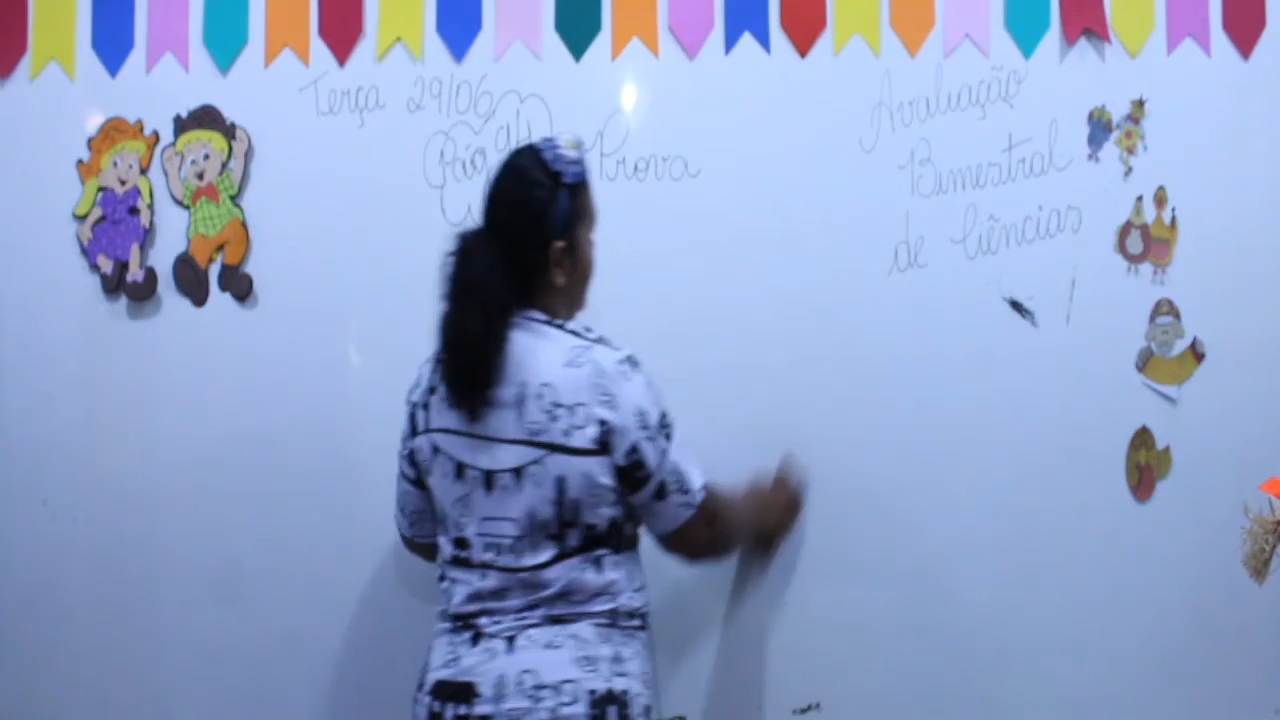 Terça 29/06
Prova
Avaliação
Bimestral
de Ciências